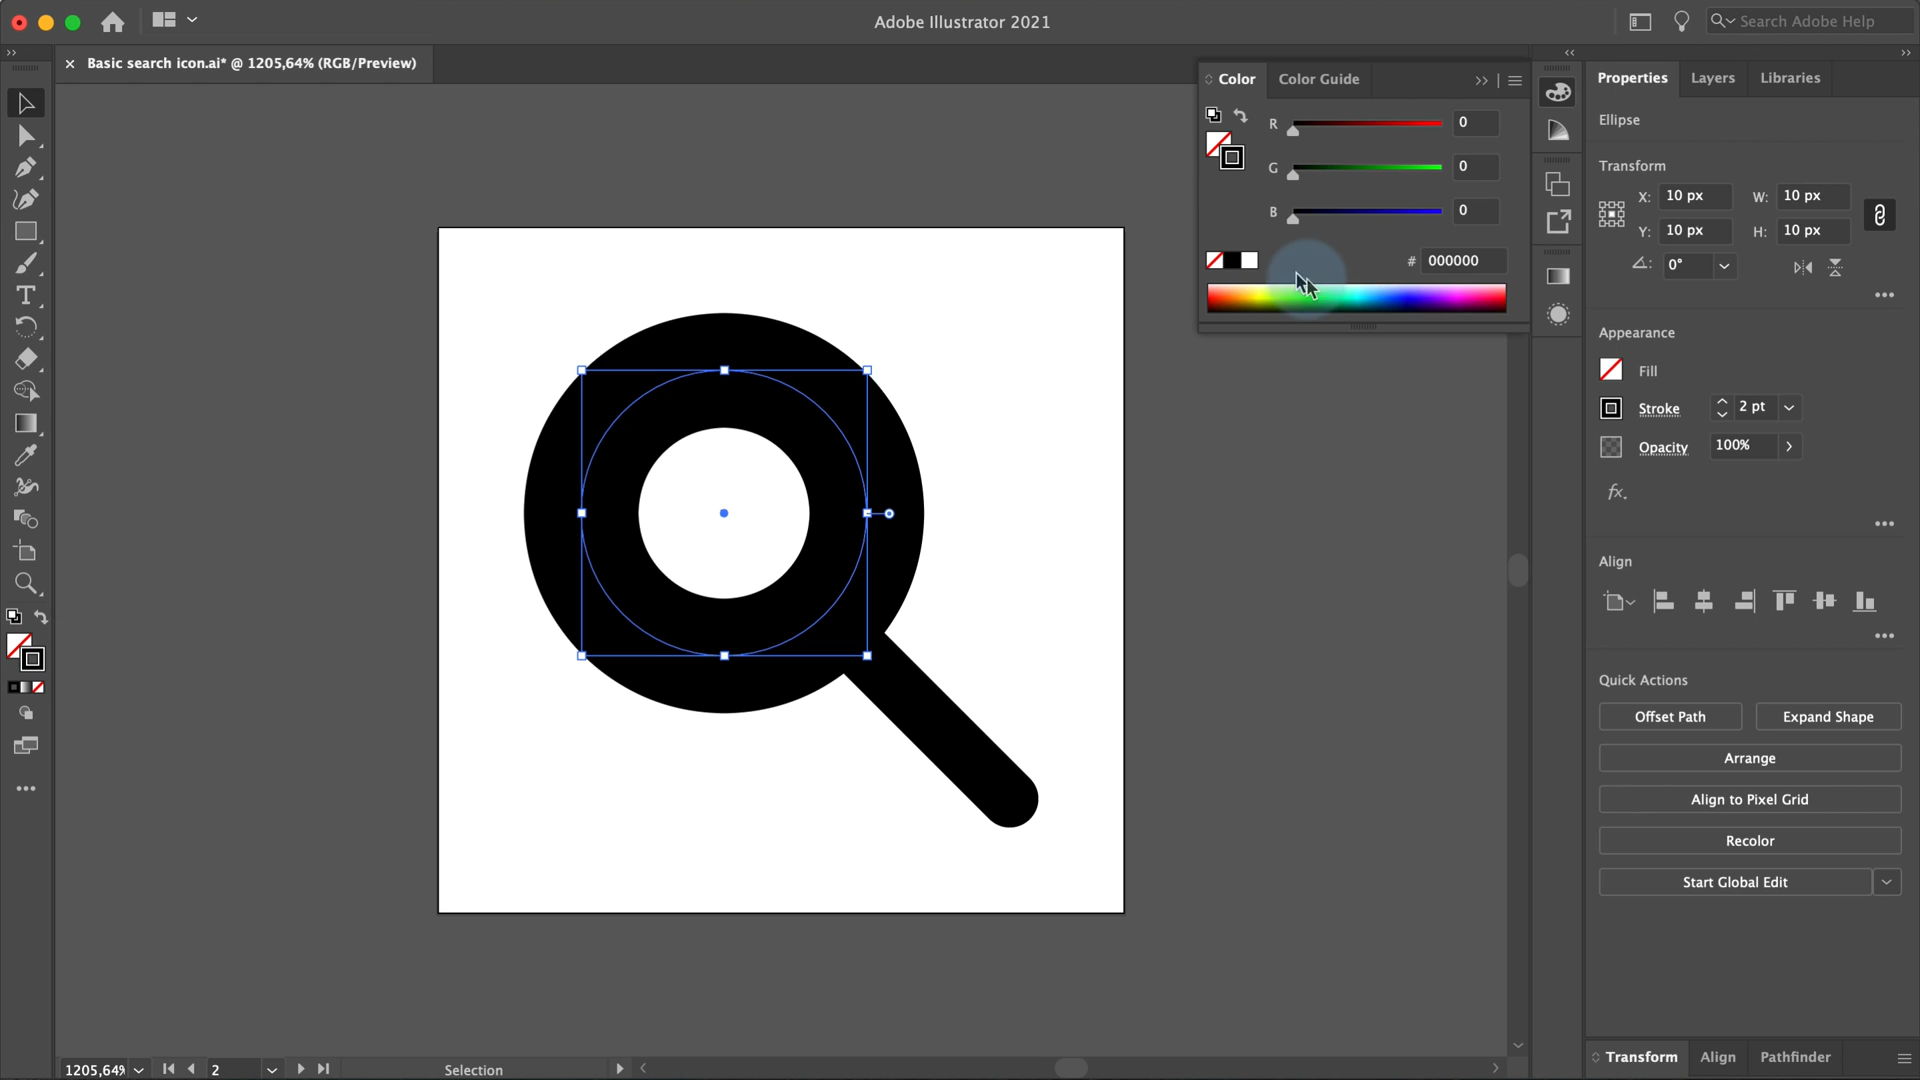 Adobe Illustrator 2021
Search Adobe Help
Basic search icon.ai* @ 1205,64% (RGB/Preview)
Color
Color Guide
R
0
G
0
B
0
# 000000
Properties
Layers
Libraries
Ellipse
Transform
X: 10 px
W: 10 px
Y: 10 px
H: 10 px
0°
Appearance
Fill
Stroke
2 pt
Opacity
100%
fx.
Align
Quick Actions
Offset Path
Expand Shape
Arrange
Align to Pixel Grid
Recolor
Start Global Edit
Transform
Align
Pathfinder
1205,64%
2
Selection